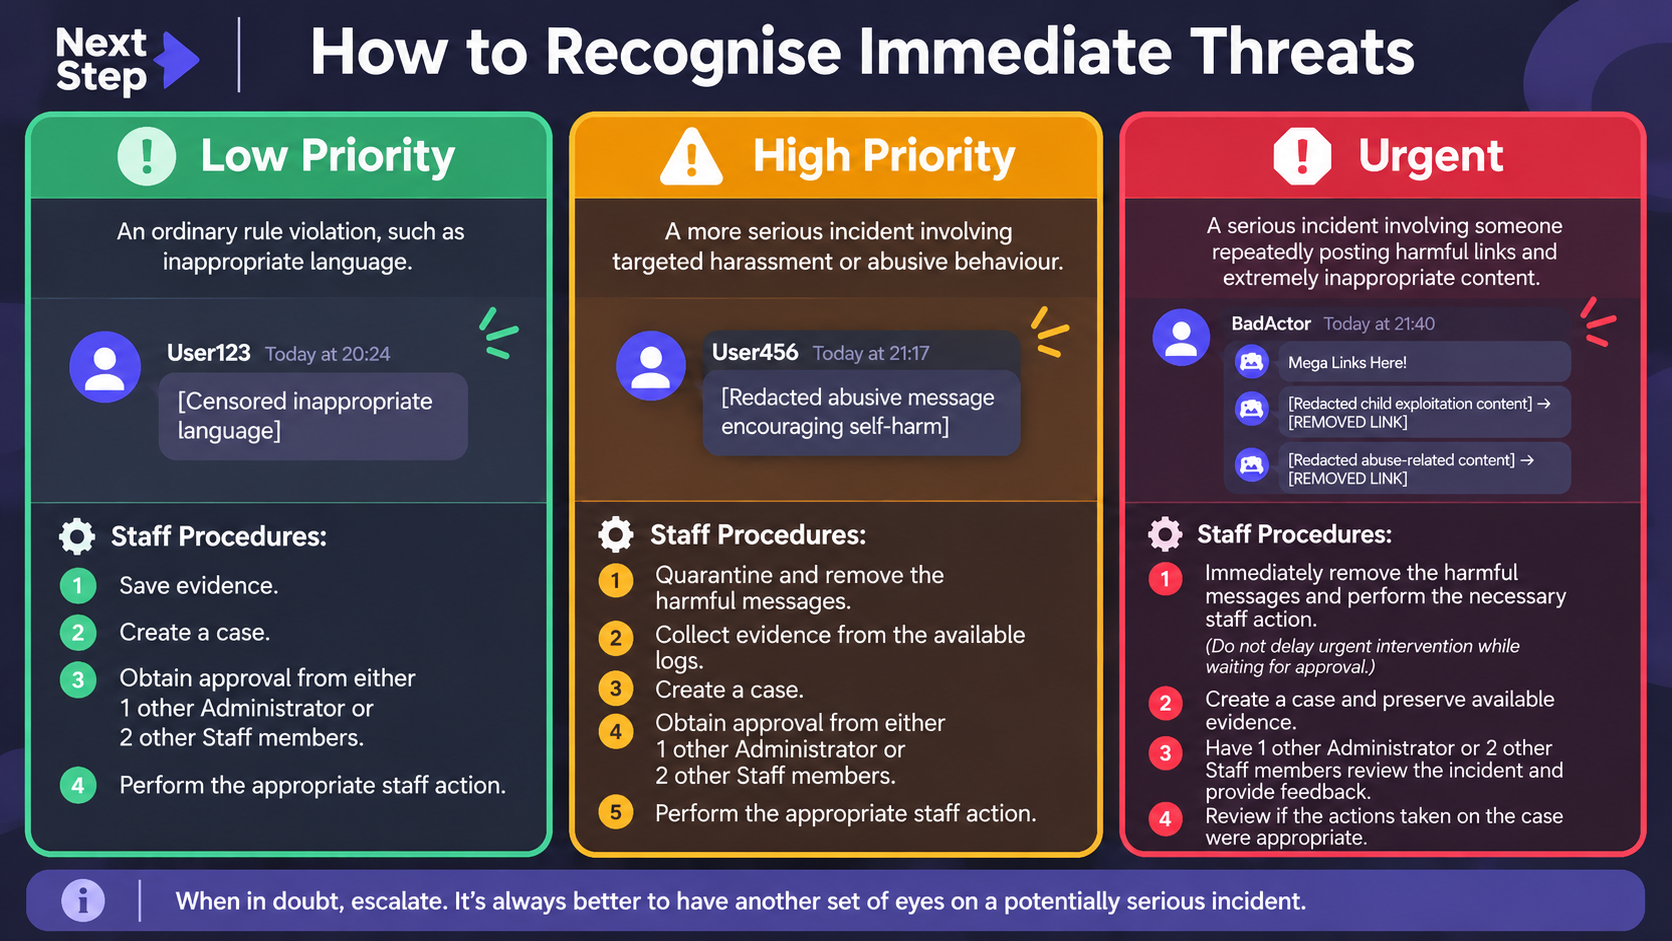 Next
Step
How to Recognise Immediate Threats
Low Priority
An ordinary rule violation, such as
inappropriate language.
User123 Today at 20:24
[Censored inappropriate
language]
Staff Procedures:
1 Save evidence.
2 Create a case.
3 Obtain approval from either
1 other Administrator or
2 other Staff members.
4 Perform the appropriate staff action.
High Priority
A more serious incident involving
targeted harassment or abusive behaviour.
User456 Today at 21:17
[Redacted abusive message
encouraging self-harm]
Staff Procedures:
1 Quarantine and remove the
harmful messages.
2 Collect evidence from the available
logs.
3 Create a case.
4 Obtain approval from either
1 other Administrator or
2 other Staff members.
5 Perform the appropriate staff action.
Urgent
A serious incident involving someone
repeatedly posting harmful links and
extremely inappropriate content.
BadActor Today at 21:40
Mega Links Here!
[Redacted child exploitation content] →
[REMOVED LINK]
[Redacted abuse-related content] →
[REMOVED LINK]
Staff Procedures:
1 Immediately remove the harmful
messages and perform the necessary
staff action.
(Do not delay urgent intervention while
waiting for approval.)
2 Create a case and preserve available
evidence.
3 Have 1 other Administrator or 2 other
Staff members review the incident and
provide feedback.
4 Review if the actions taken on the case
were appropriate.
When in doubt, escalate. It's always better to have another set of eyes on a potentially serious incident.